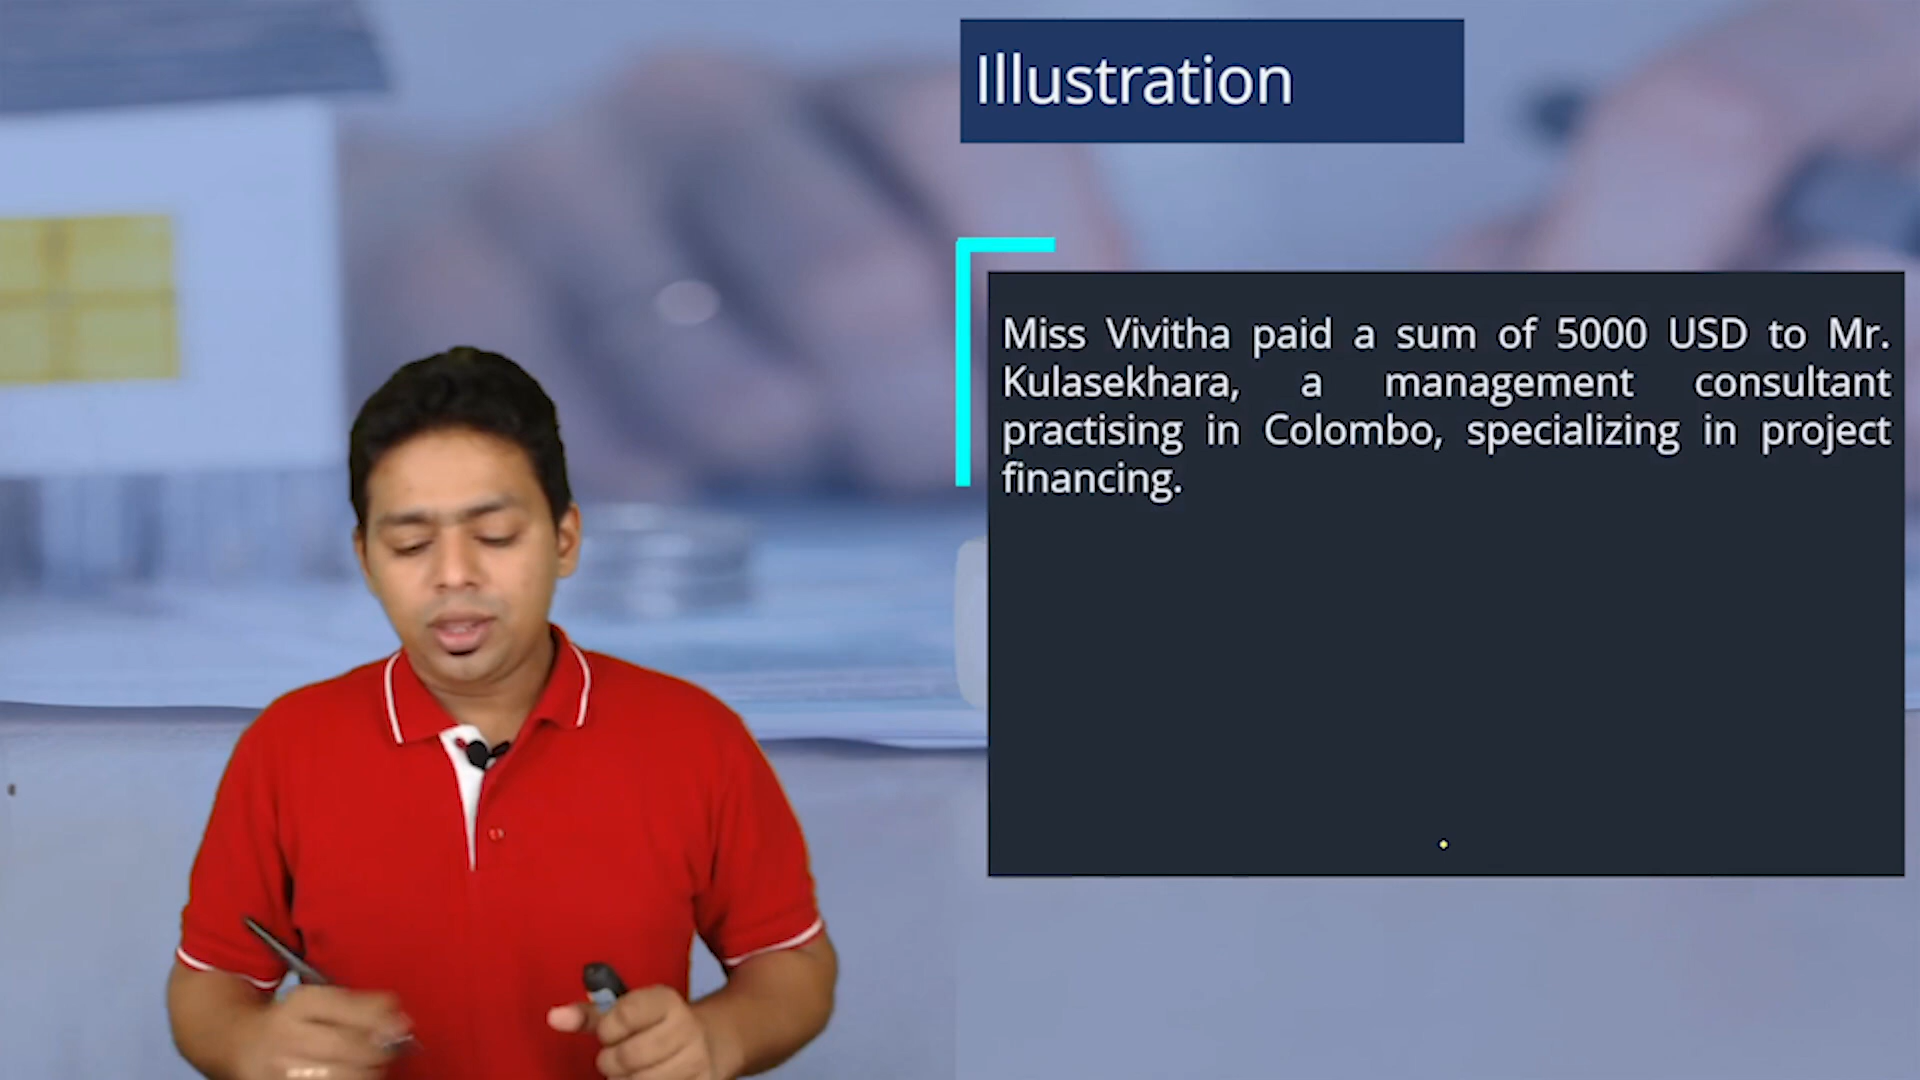 Illustration
Miss Vivitha paid a sum of 5000 USD to Mr.
Kulasekhara, a management consultant
practising in Colombo, specializing in project
financing.